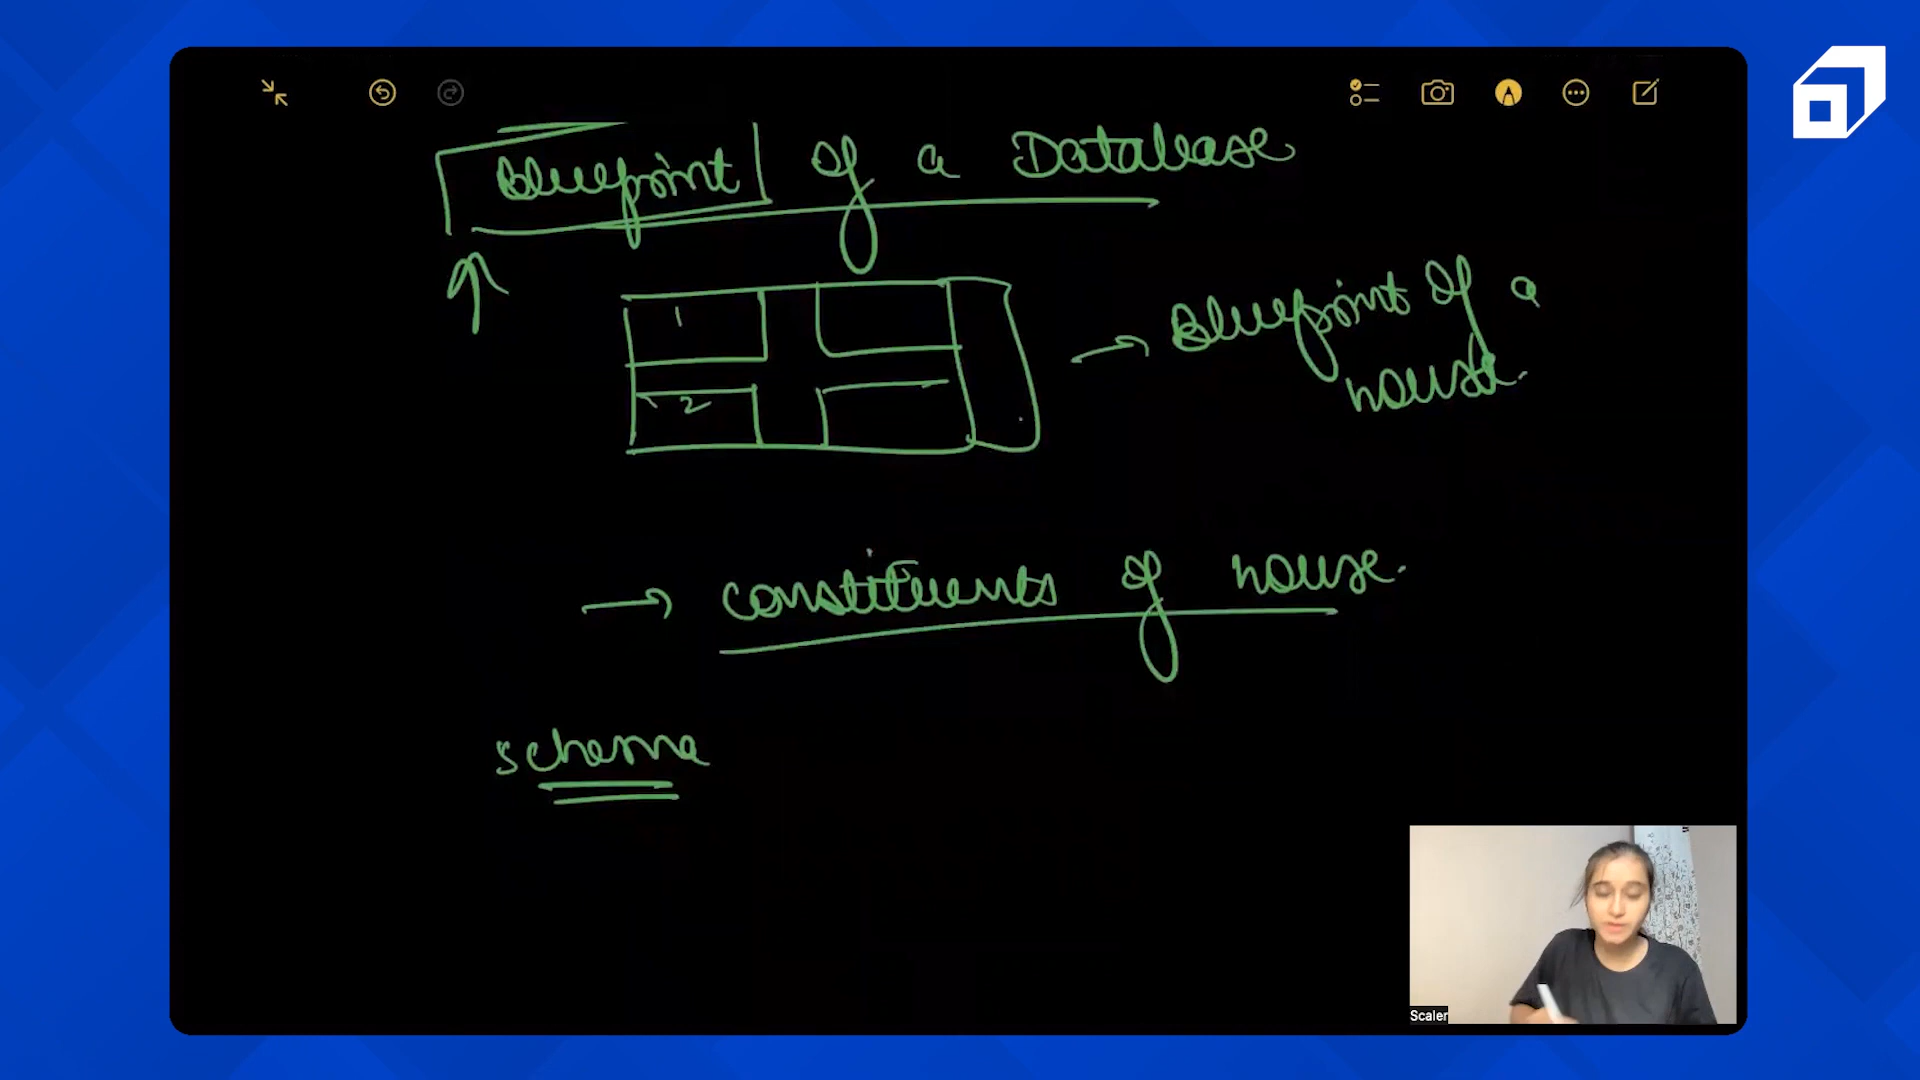 Blueprint of a Database
1
2
Blueprint of a
house.
constituents of house.
schema
Scaler